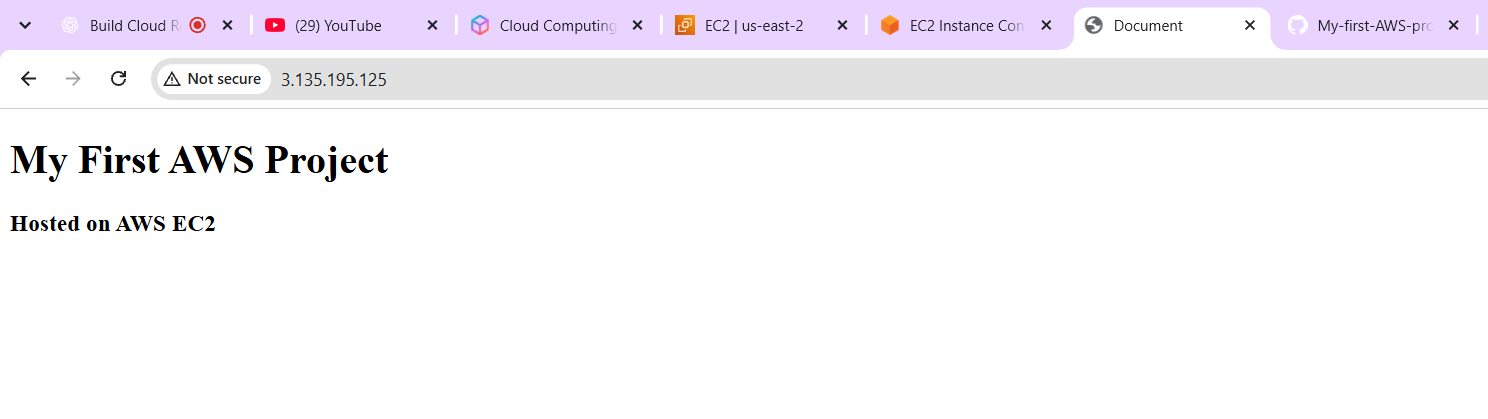 Build Cloud R
(29) YouTube
Cloud Computing
EC2 | us-east-2
EC2 Instance Con
Document
My-first-AWS-pro
Not secure
3.135.195.125
My First AWS Project
Hosted on AWS EC2